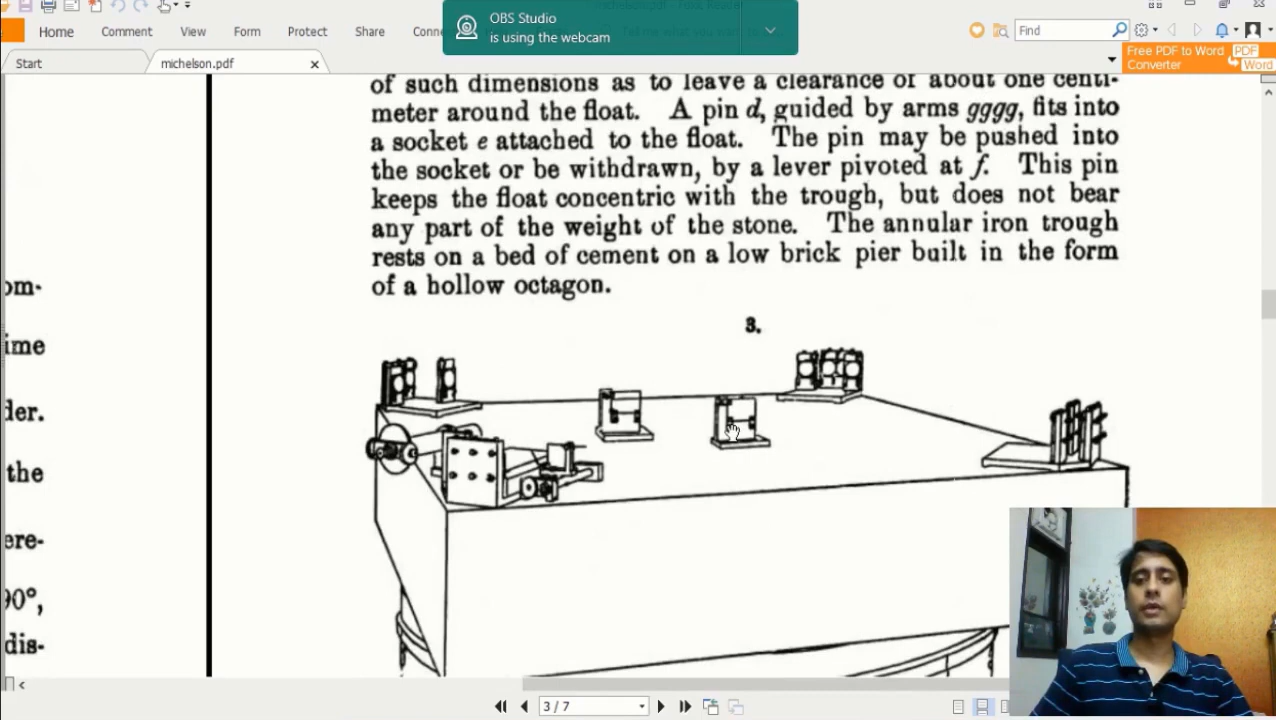 OBS Studio
is using the webcam
Home
Comment
View
Form
Protect
Share
Find
Start
michelson.pdf
Free PDF to Word
Converter
PDF
Word
of such dimensions as to leave a clearance of about one centi-
meter around the float. A pin d, guided by arms gggg, fits into
a socket e attached to the float. The pin may be pushed into
the socket or be withdrawn, by a lever pivoted at f. This pin
keeps the float concentric with the trough, but does not bear
any part of the weight of the stone. The annular iron trough
rests on a bed of cement on a low brick pier built in the form
of a hollow octagon.
3.
om-
ime
der.
the
ere-
90°,
dis-
3 / 7